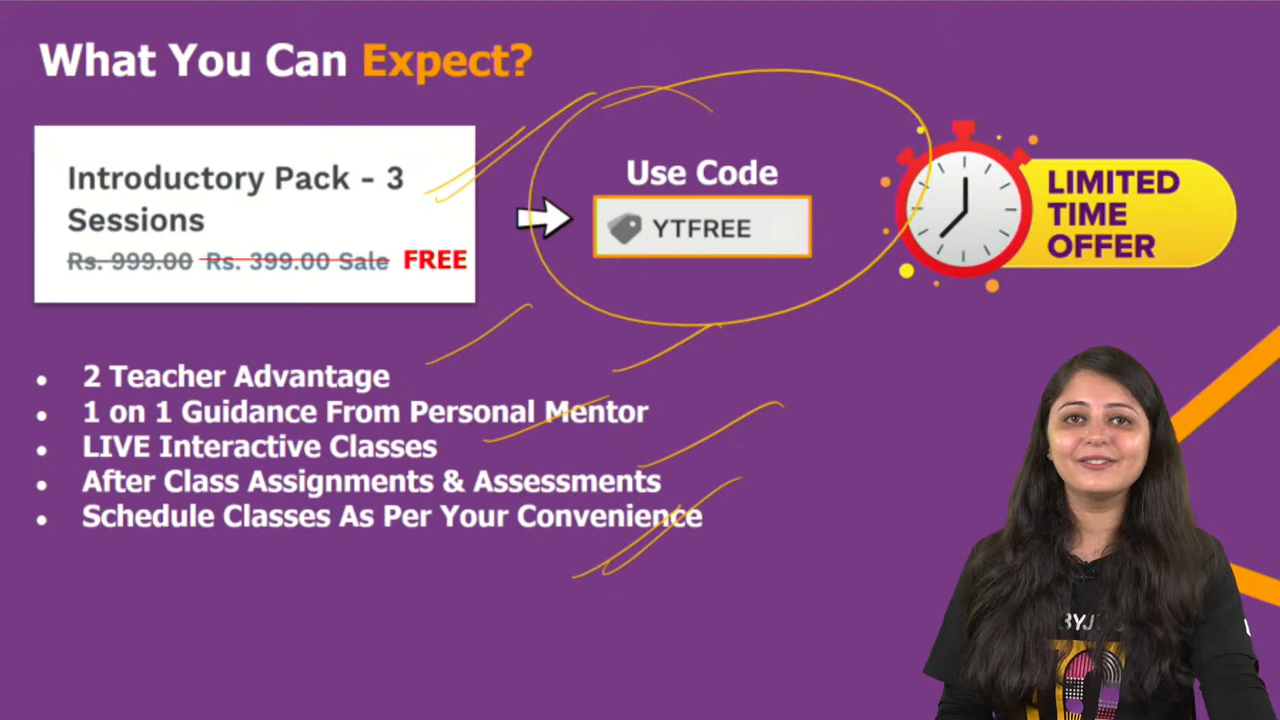 What You Can Expect?
Introductory Pack - 3
Sessions
Rs. 999.00 Rs. 399.00 Sale FREE
Use Code
YTFREE
LIMITED
TIME
OFFER
• 2 Teacher Advantage
• 1 on 1 Guidance From Personal Mentor
• LIVE Interactive Classes
• After Class Assignments & Assessments
• Schedule Classes As Per Your Convenience